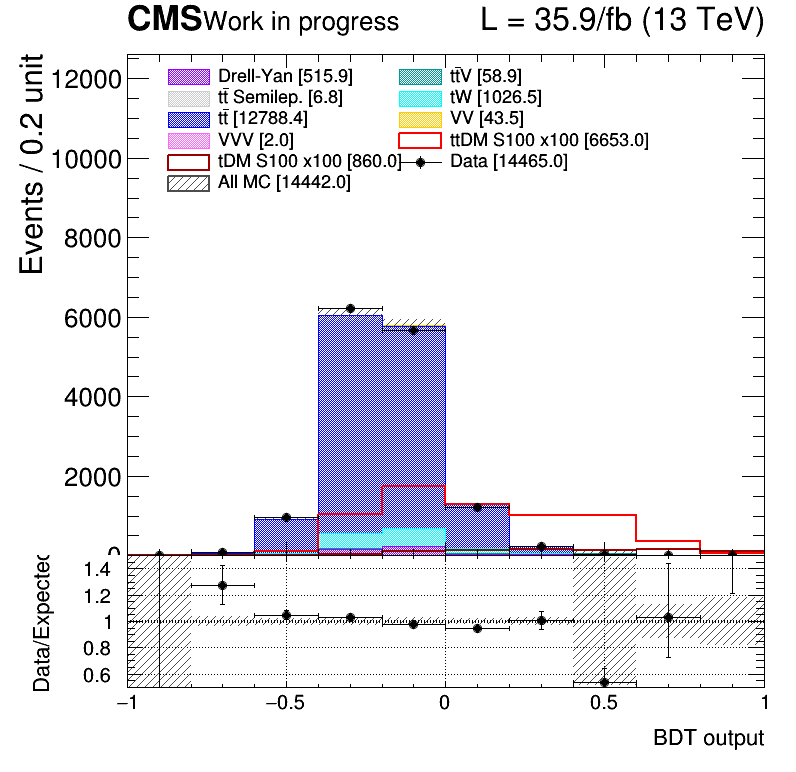 CMS Work in progress L = 35.9/fb (13 TeV)
Events / 0.2 unit
12000
10000
8000
6000
4000
2000
0
Drell-Yan [515.9] tt̄V [58.9]
tt̄ Semilep. [6.8] tW [1026.5]
tt̄ [12788.4] VV [43.5]
VVV [2.0] ttDM S100 x100 [6653.0]
tDM S100 x100 [860.0] Data [14465.0]
All MC [14442.0]
Data/Expected
1.4
1.2
1
0.8
0.6
−1 −0.5 0 0.5 1
BDT output